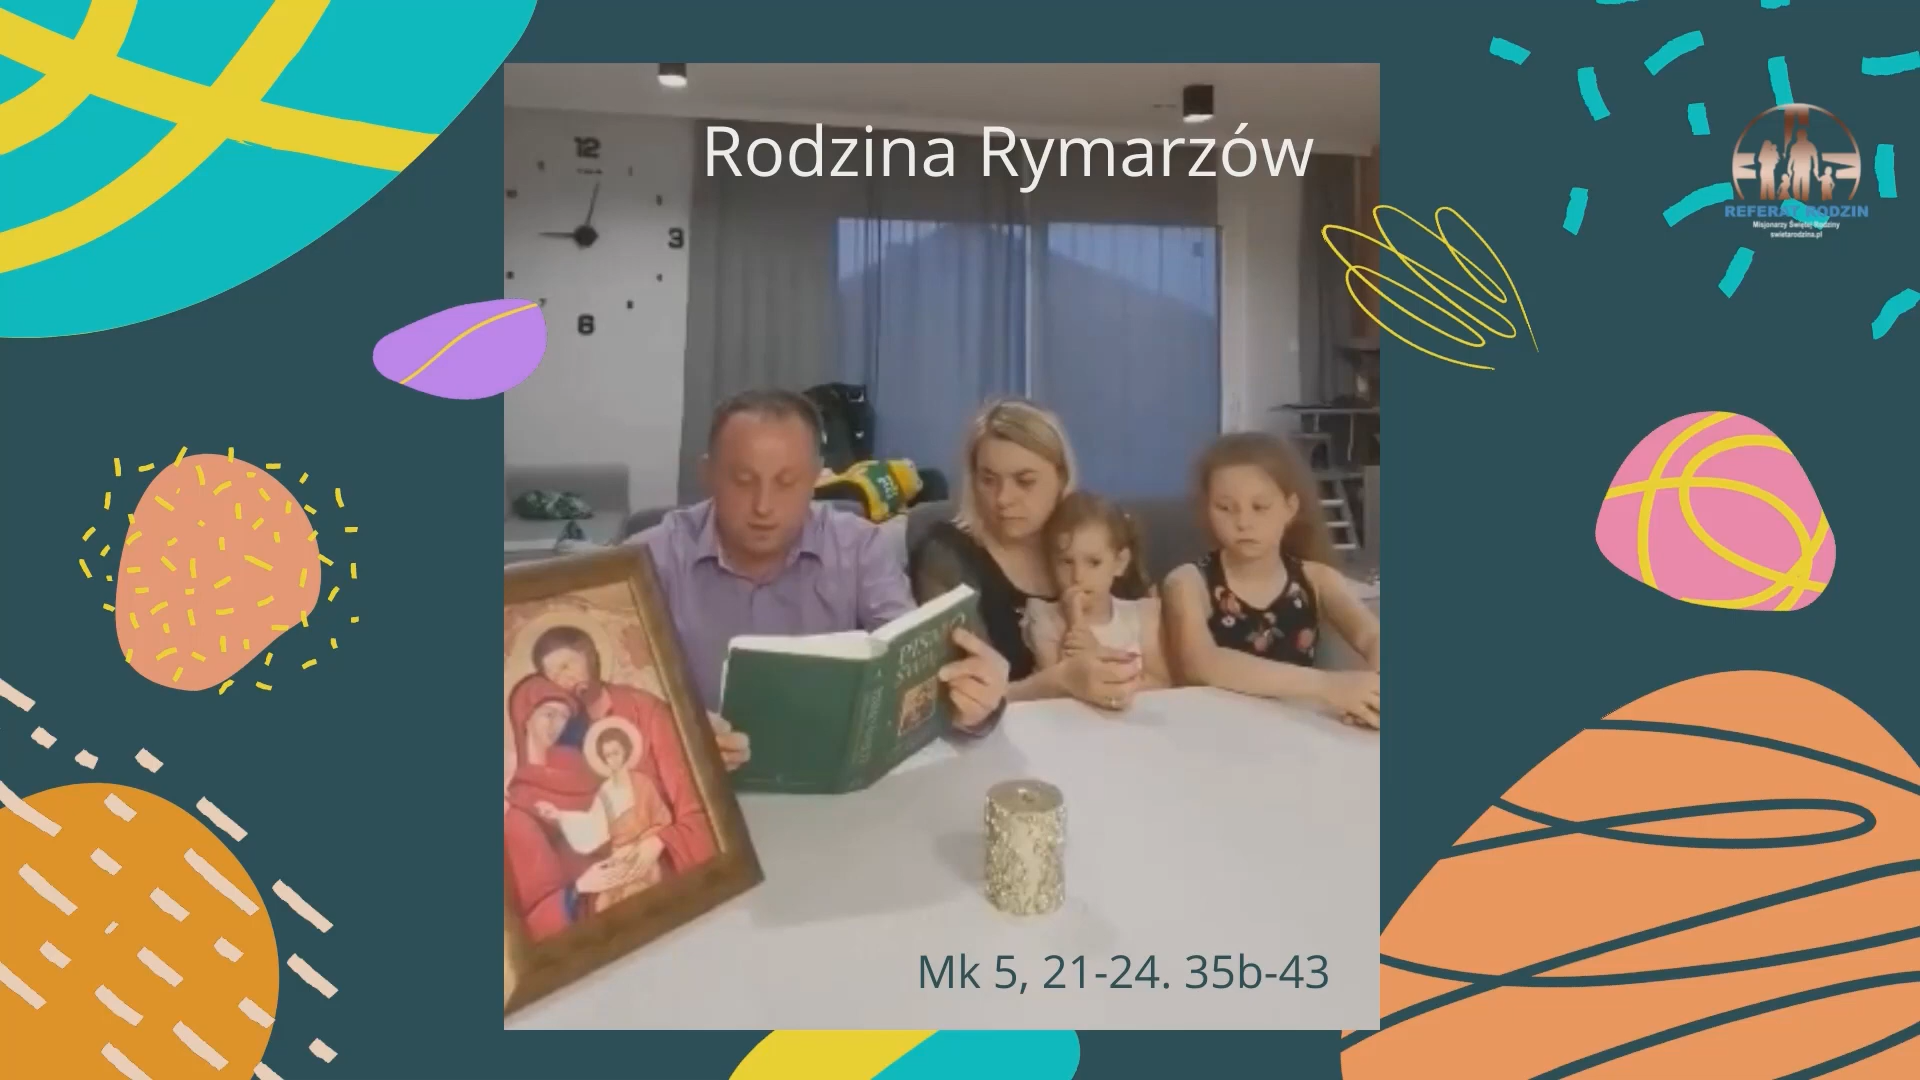 Rodzina Rymarzów
12
3
6
REFERAT RODZIN
Misjonarzy Świętej Rodziny
swietarodzina.pl
PISMO
ŚWIĘTE
Mk 5, 21-24. 35b-43